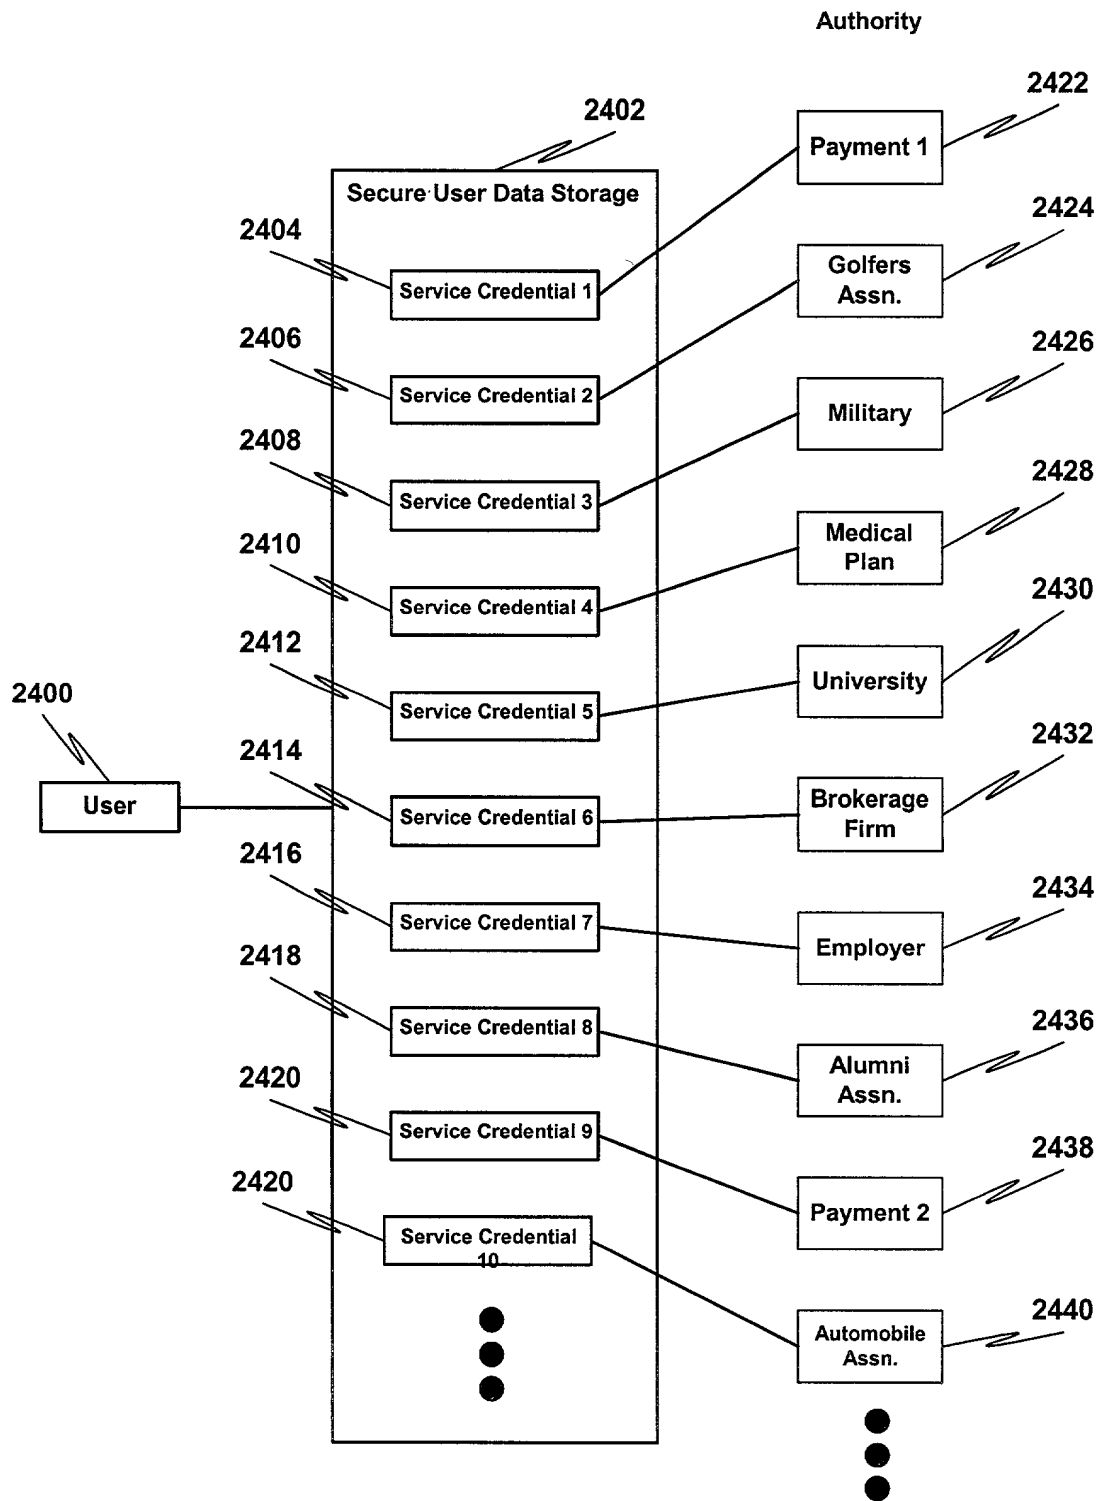 Authority
2422
Payment 1
2402
Secure User Data Storage
2424
Golfers
Assn.
2404
Service Credential 1
2406
Service Credential 2
2426
Military
2408
Service Credential 3
2428
Medical
Plan
2410
Service Credential 4
2430
University
2412
Service Credential 5
2400
User
2414
Service Credential 6
2432
Brokerage
Firm
2416
Service Credential 7
2434
Employer
2418
Service Credential 8
2436
Alumni
Assn.
2420
Service Credential 9
2438
Payment 2
2420
Service Credential
10
2440
Automobile
Assn.